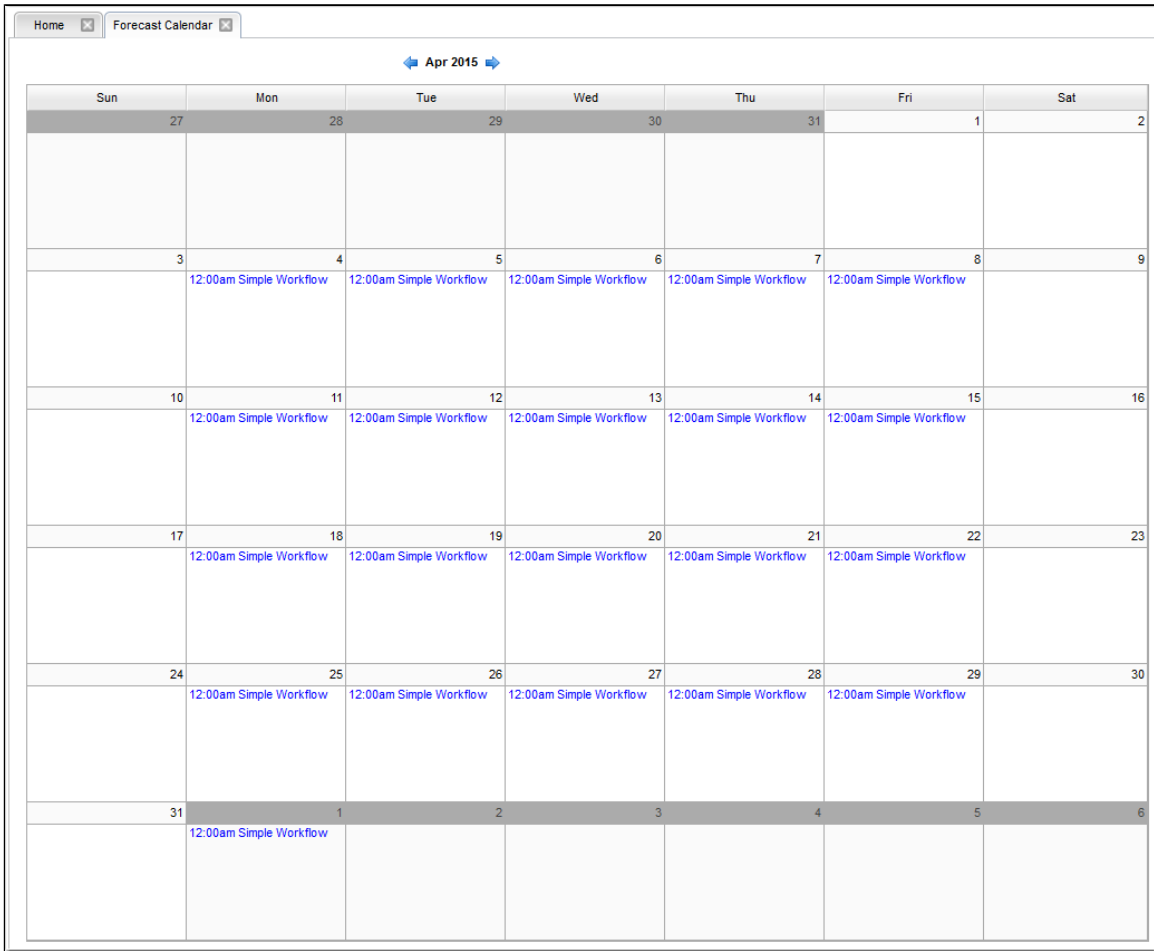 Home Forecast Calendar
Apr 2015
Sun Mon Tue Wed Thu Fri Sat
27 28 29 30 31 1 2
3 4 5 6 7 8 9
12:00am Simple Workflow 12:00am Simple Workflow 12:00am Simple Workflow 12:00am Simple Workflow 12:00am Simple Workflow
10 11 12 13 14 15 16
12:00am Simple Workflow 12:00am Simple Workflow 12:00am Simple Workflow 12:00am Simple Workflow 12:00am Simple Workflow
17 18 19 20 21 22 23
12:00am Simple Workflow 12:00am Simple Workflow 12:00am Simple Workflow 12:00am Simple Workflow 12:00am Simple Workflow
24 25 26 27 28 29 30
12:00am Simple Workflow 12:00am Simple Workflow 12:00am Simple Workflow 12:00am Simple Workflow 12:00am Simple Workflow
31 1 2 3 4 5 6
12:00am Simple Workflow